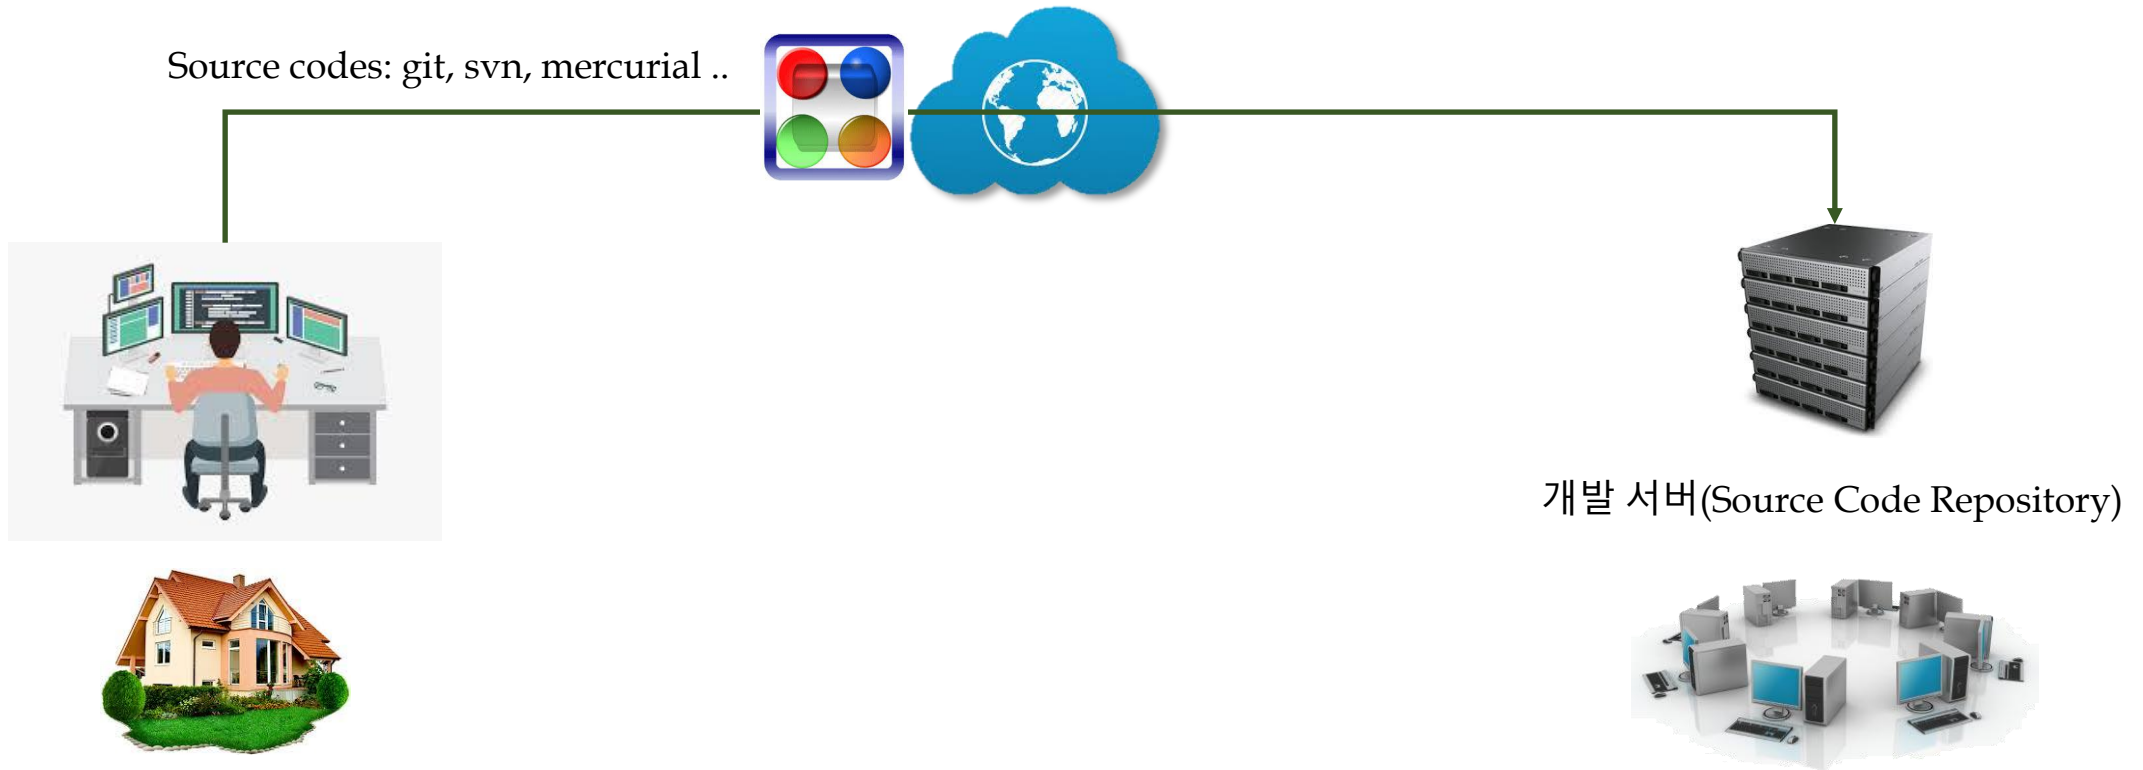 Source codes: git, svn, mercurial ..
개발 서버(Source Code Repository)